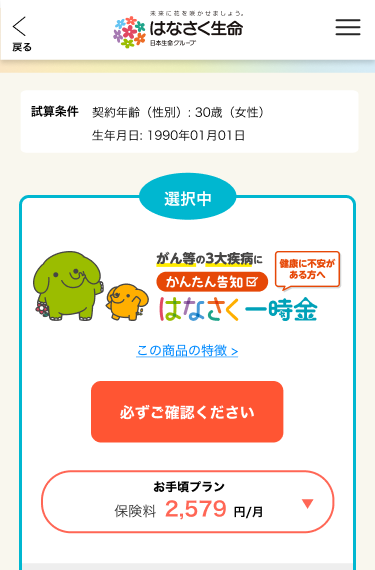 戻る
未来に花を咲かせましょう。
はなさく生命
日本生命グループ
試算条件 契約年齢（性別）: 30歳（女性）
生年月日: 1990年01月01日
選択中
がん等の3大疾病に
かんたん告知
健康に不安が
ある方へ
はなさく一時金
この商品の特徴 >
必ずご確認ください
お手頃プラン
保険料 2,579 円/月